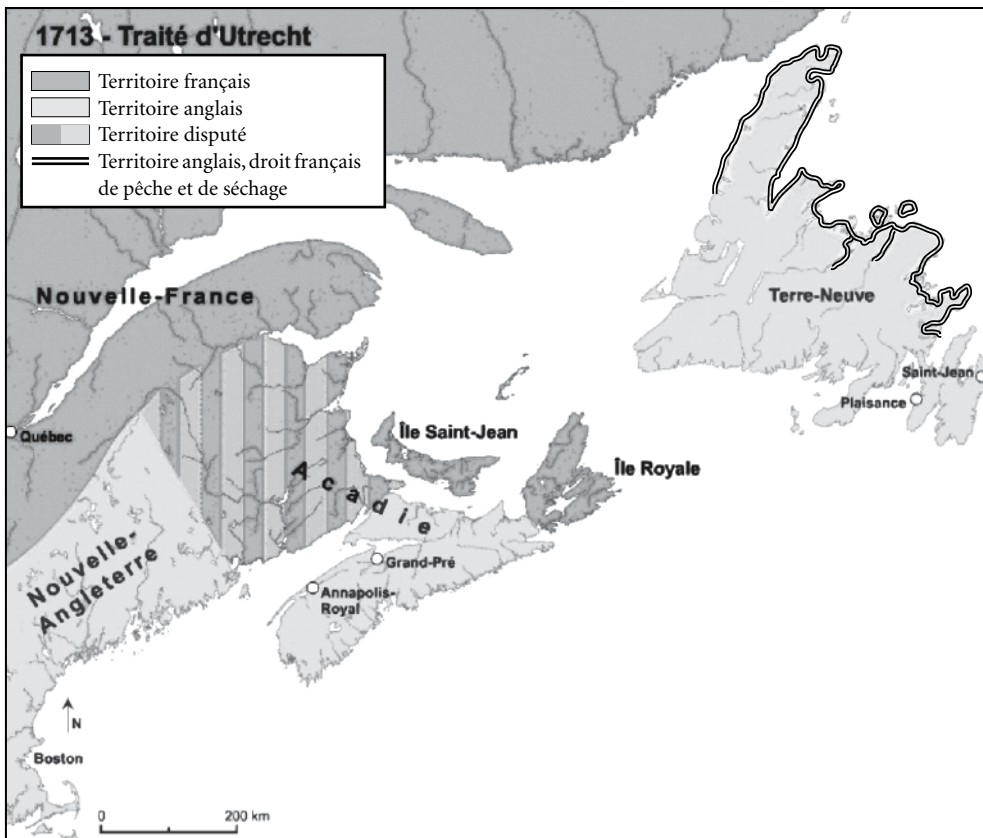 1713 - Traité d'Utrecht
Territoire français
Territoire anglais
Territoire disputé
Territoire anglais, droit français
de pêche et de séchage
Nouvelle-France
Terre-Neuve
Saint-Jean
Plaisance
Québec
Île Saint-Jean
Île Royale
Acadie
Nouvelle-
Angleterre
Grand-Pré
Annapolis-
Royal
N
Boston
0 200 km